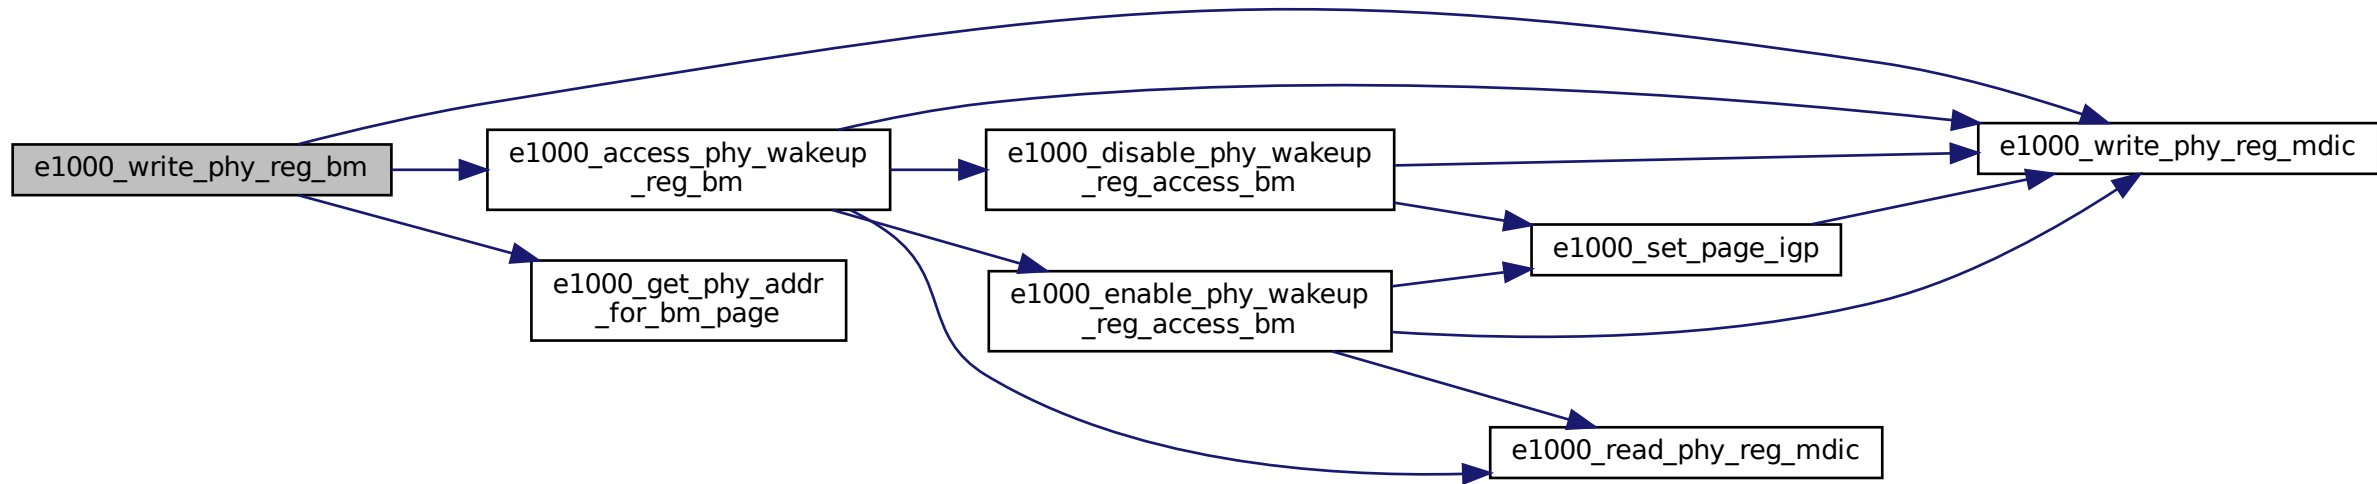 e1000_write_phy_reg_bm
e1000_access_phy_wakeup
_reg_bm
e1000_get_phy_addr
_for_bm_page
e1000_disable_phy_wakeup
_reg_access_bm
e1000_enable_phy_wakeup
_reg_access_bm
e1000_set_page_igp
e1000_read_phy_reg_mdic
e1000_write_phy_reg_mdic